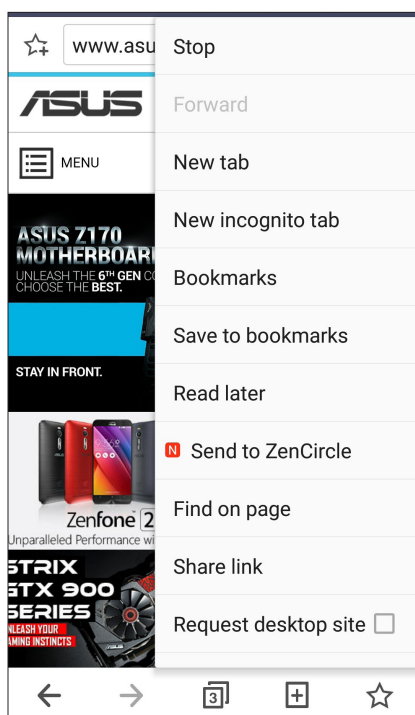 www.asu
ASUS
MENU
ASUS Z170
MOTHERBOAR
UNLEASH THE 6TH GEN CO
CHOOSE THE BEST.
STAY IN FRONT.
Zenfone 2
Unparalleled Performance wi
STRIX
GTX 900
SERIES
UNLEASH YOUR
GAMING INSTINCTS
Stop
Forward
New tab
New incognito tab
Bookmarks
Save to bookmarks
Read later
N Send to ZenCircle
Find on page
Share link
Request desktop site
3